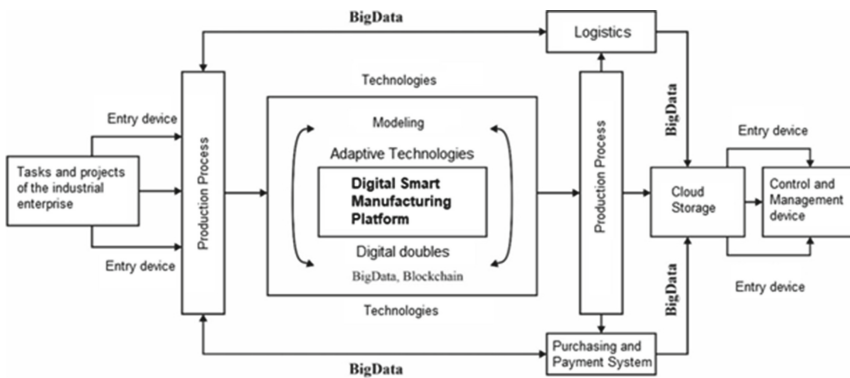 BigData
Logistics
Technologies
Entry device
Tasks and projects
of the industrial
enterprise
Entry device
Production Process
Modeling
Adaptive Technologies
Digital Smart
Manufacturing
Platform
Digital doubles
BigData, Blockchain
Technologies
Production Process
BigData
Cloud
Storage
BigData
Entry device
Control and
Management
device
Entry device
BigData
Purchasing and
Payment System